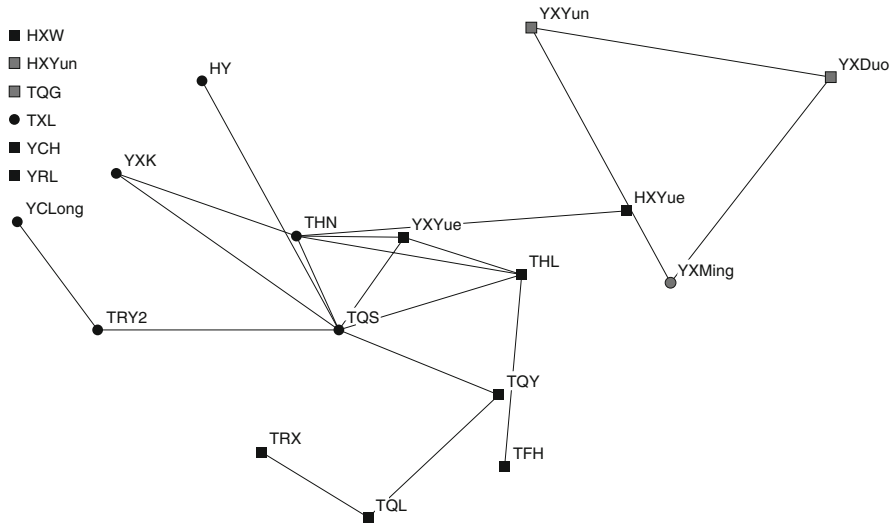 HXW
HXYun
TQG
TXL
YCH
YRL
YXYun
YXDuo
HY
YXK
YCLong
THN
YXYue
HXYue
THL
YXMing
TRY2
TQS
TQY
TRX
TFH
TQL